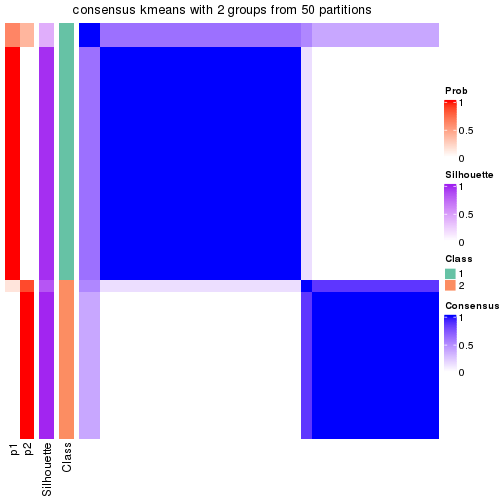 consensus kmeans with 2 groups from 50 partitions
Prob
1
0.5
0
Silhouette
1
0.5
0
Class
1
2
Consensus
1
0.5
0
p1
p2
Silhouette
Class